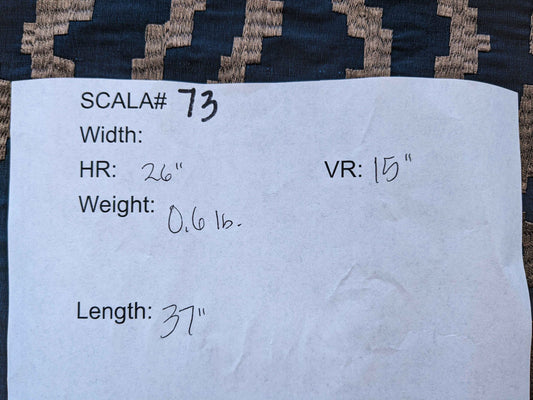 SCALA# 73
Width:
HR: 26" VR: 15"
Weight: 0.6 lb.
Length: 37"